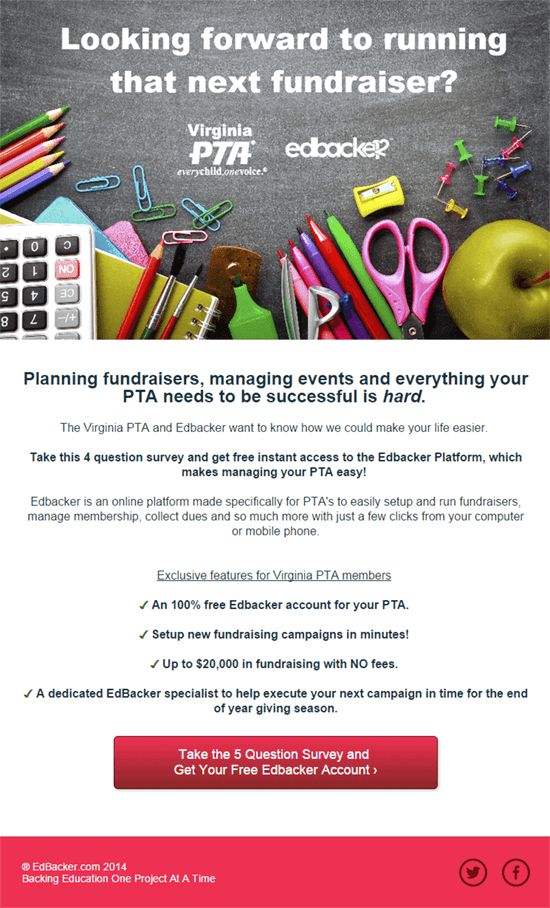 Looking forward to running
that next fundraiser?
Virginia
PTA®
everychild.onevoice.®
edbacker
Planning fundraisers, managing events and everything your
PTA needs to be successful is hard.
The Virginia PTA and Edbacker want to know how we could make your life easier.
Take this 4 question survey and get free instant access to the Edbacker Platform, which
makes managing your PTA easy!
Edbacker is an online platform made specifically for PTA's to easily setup and run fundraisers,
manage membership, collect dues and so much more with just a few clicks from your computer
or mobile phone.
Exclusive features for Virginia PTA members
✓ An 100% free Edbacker account for your PTA.
✓ Setup new fundraising campaigns in minutes!
✓ Up to $20,000 in fundraising with NO fees.
✓ A dedicated EdBacker specialist to help execute your next campaign in time for the end
of year giving season.
Take the 5 Question Survey and
Get Your Free Edbacker Account ›
® EdBacker.com 2014
Backing Education One Project At A Time